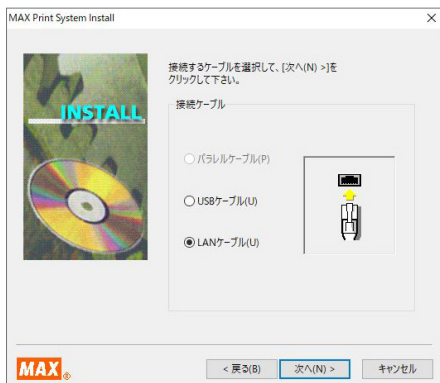 MAX Print System Install
接続するケーブルを選択して、[次へ(N) >]を
クリックして下さい。
INSTALL
接続ケーブル
パラレルケーブル(P)
USBケーブル(U)
LANケーブル(U)
MAX®
< 戻る(B)
次へ(N) >
キャンセル